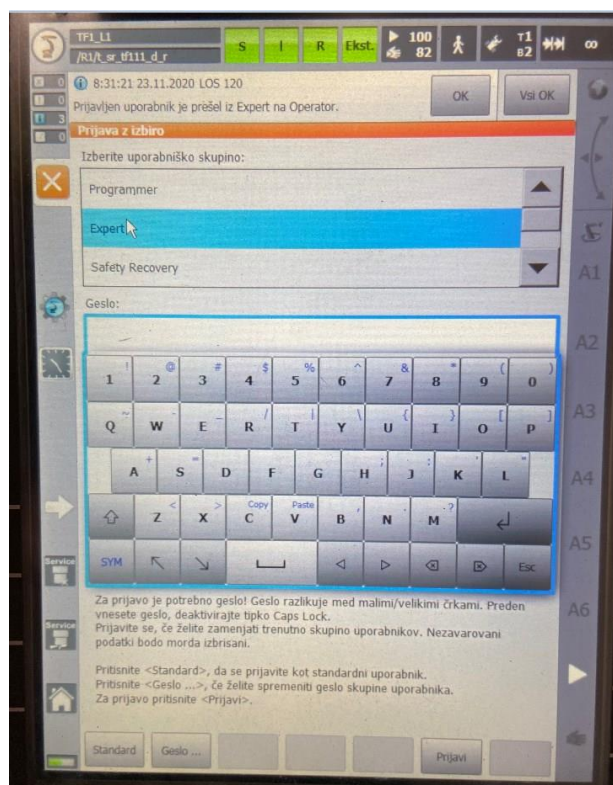 TF1_L1
/R1/t_sr_tf111_d_r
S I R Ekst. 100 82 T1 B2 ∞
0 8:31:21 23.11.2020 LOS 120
OK Vsi OK
0 Prijavljen uporabnik je prešel iz Expert na Operator.
3
0 Prijava z izbiro
Izberite uporabniško skupino:
Programmer
Expert
Safety Recovery
Geslo:
! @ # $ % ^ & * ( )
1 2 3 4 5 6 7 8 9 0
~ - _ / | \ { } [ ]
Q W E R T Y U I O P
+ = ; : ' "
A S D F G H J K L
< > Copy Paste , . ?
Z X C V B N M
SYM Esc
Za prijavo je potrebno geslo! Geslo razlikuje med malimi/velikimi črkami. Preden
vnesete geslo, deaktivirajte tipko Caps Lock.
Prijavite se, če želite zamenjati trenutno skupino uporabnikov. Nezavarovani
podatki bodo morda izbrisani.
Pritisnite <Standard>, da se prijavite kot standardni uporabnik.
Pritisnite <Geslo ...>, če želite spremeniti geslo skupine uporabnika.
Za prijavo pritisnite <Prijavi>.
Standard Geslo ... Prijavi
Service
Service
A1
A2
A3
A4
A5
A6